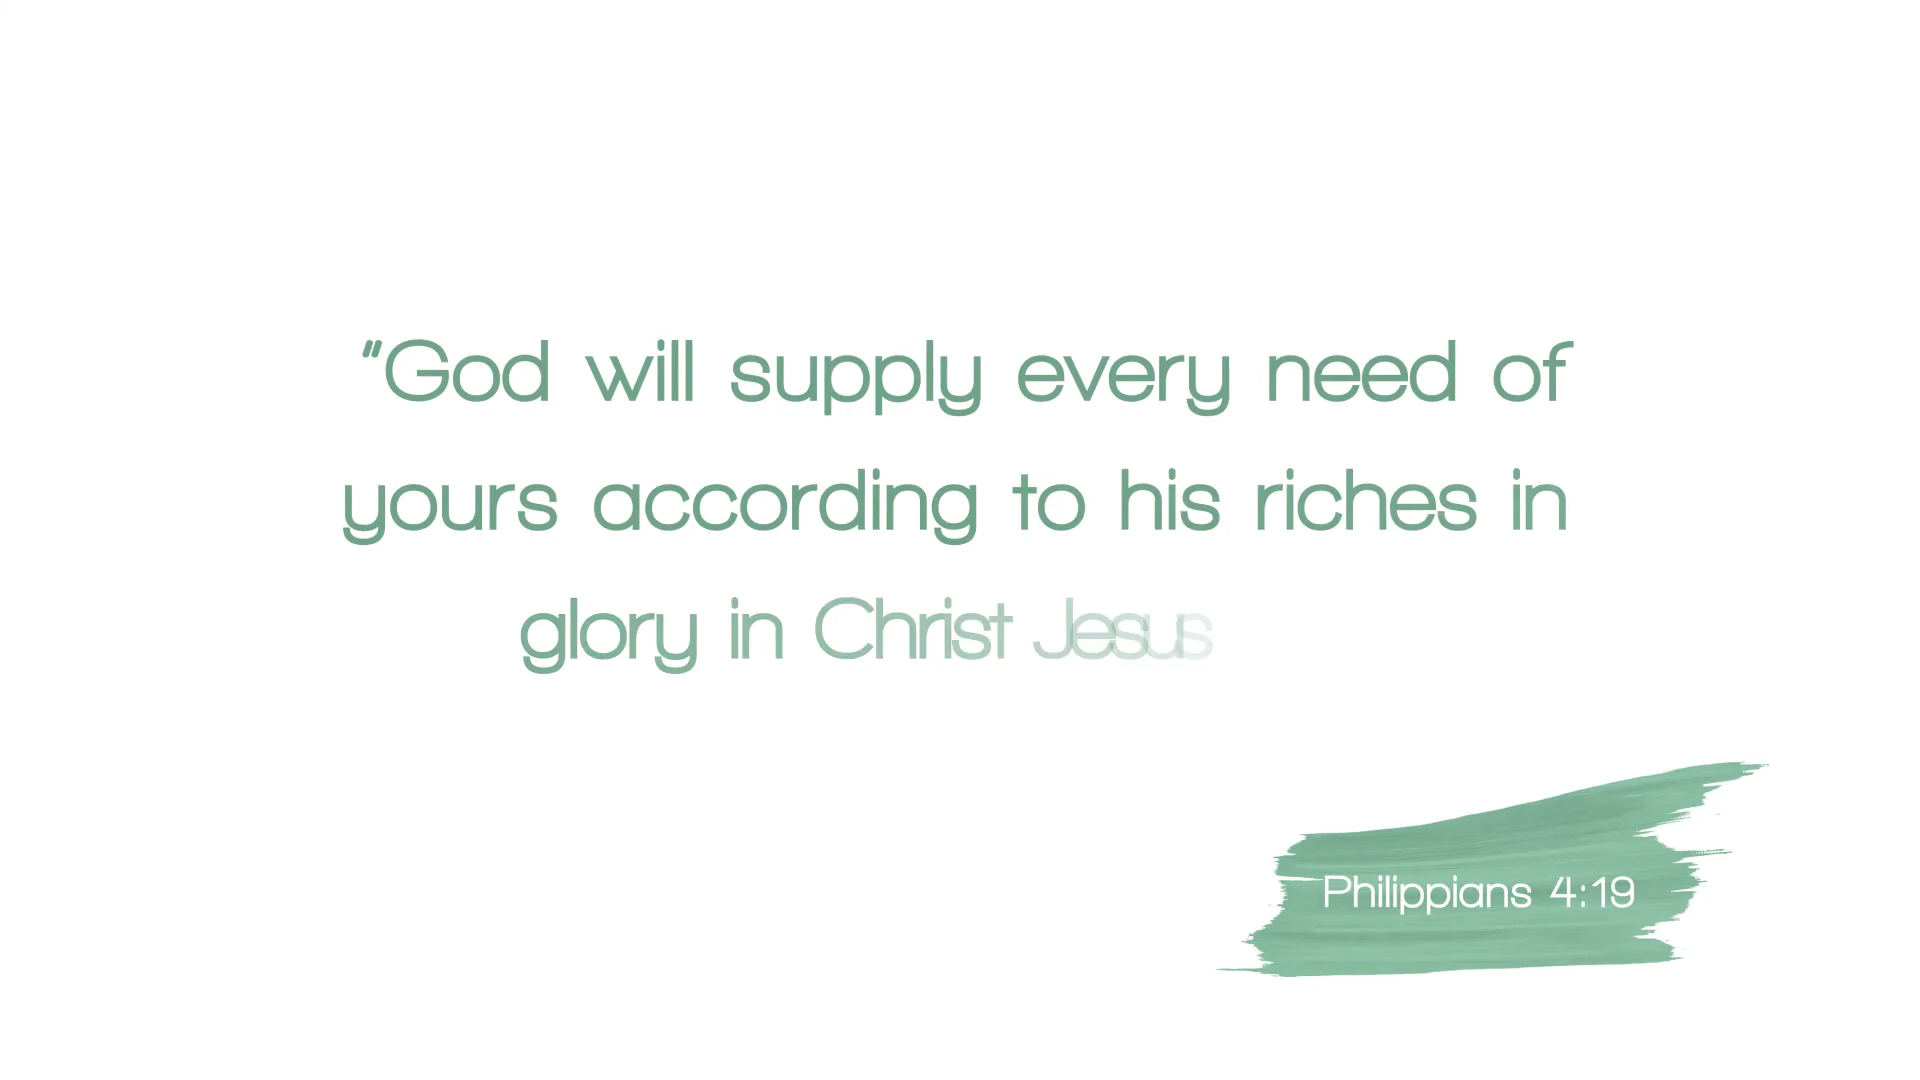 "God will supply every need of
yours according to his riches in
glory in Christ Jesus
Philippians 4:19